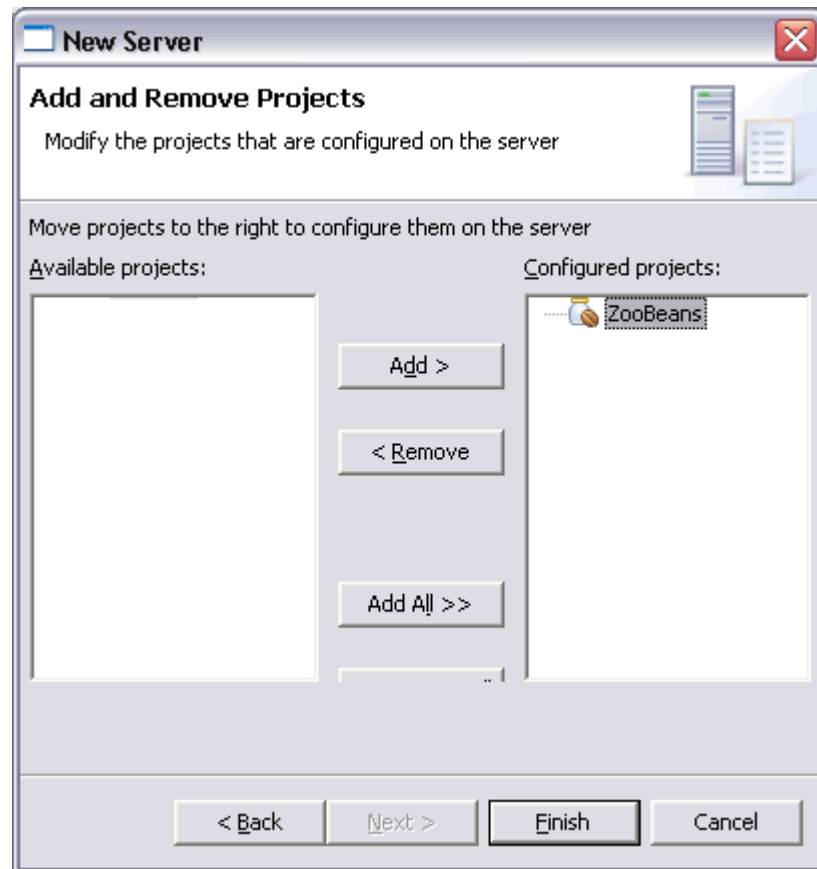 New Server
Add and Remove Projects
Modify the projects that are configured on the server
Move projects to the right to configure them on the server
Available projects:
Configured projects:
ZooBeans
Add >
< Remove
Add All >>
< Back
Next >
Finish
Cancel